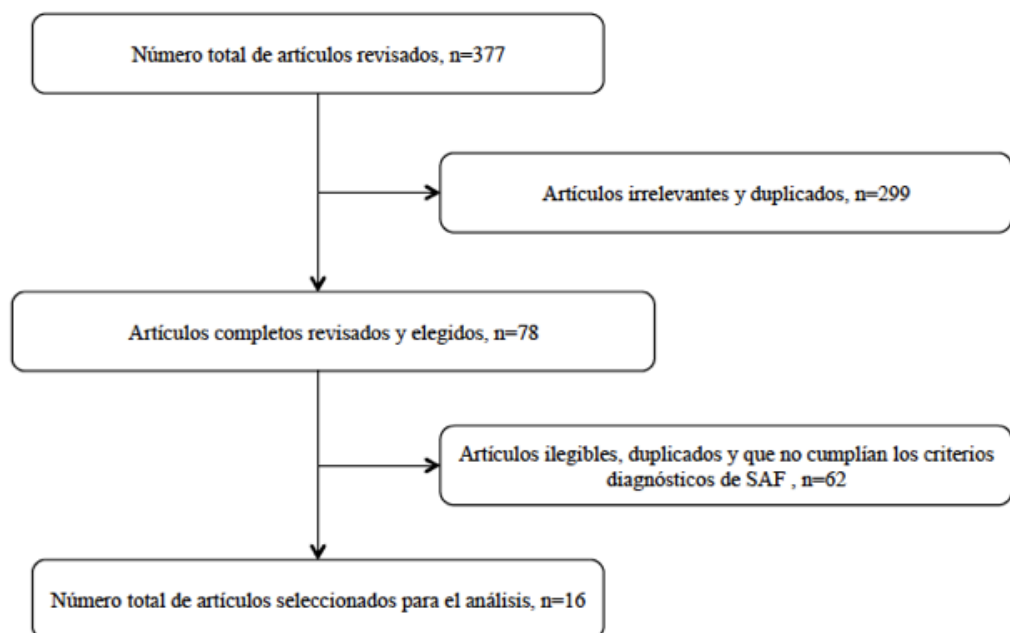 Número total de artículos revisados, n=377
Artículos irrelevantes y duplicados, n=299
Artículos completos revisados y elegidos, n=78
Artículos ilegibles, duplicados y que no cumplían los criterios
diagnósticos de SAF , n=62
Número total de artículos seleccionados para el análisis, n=16